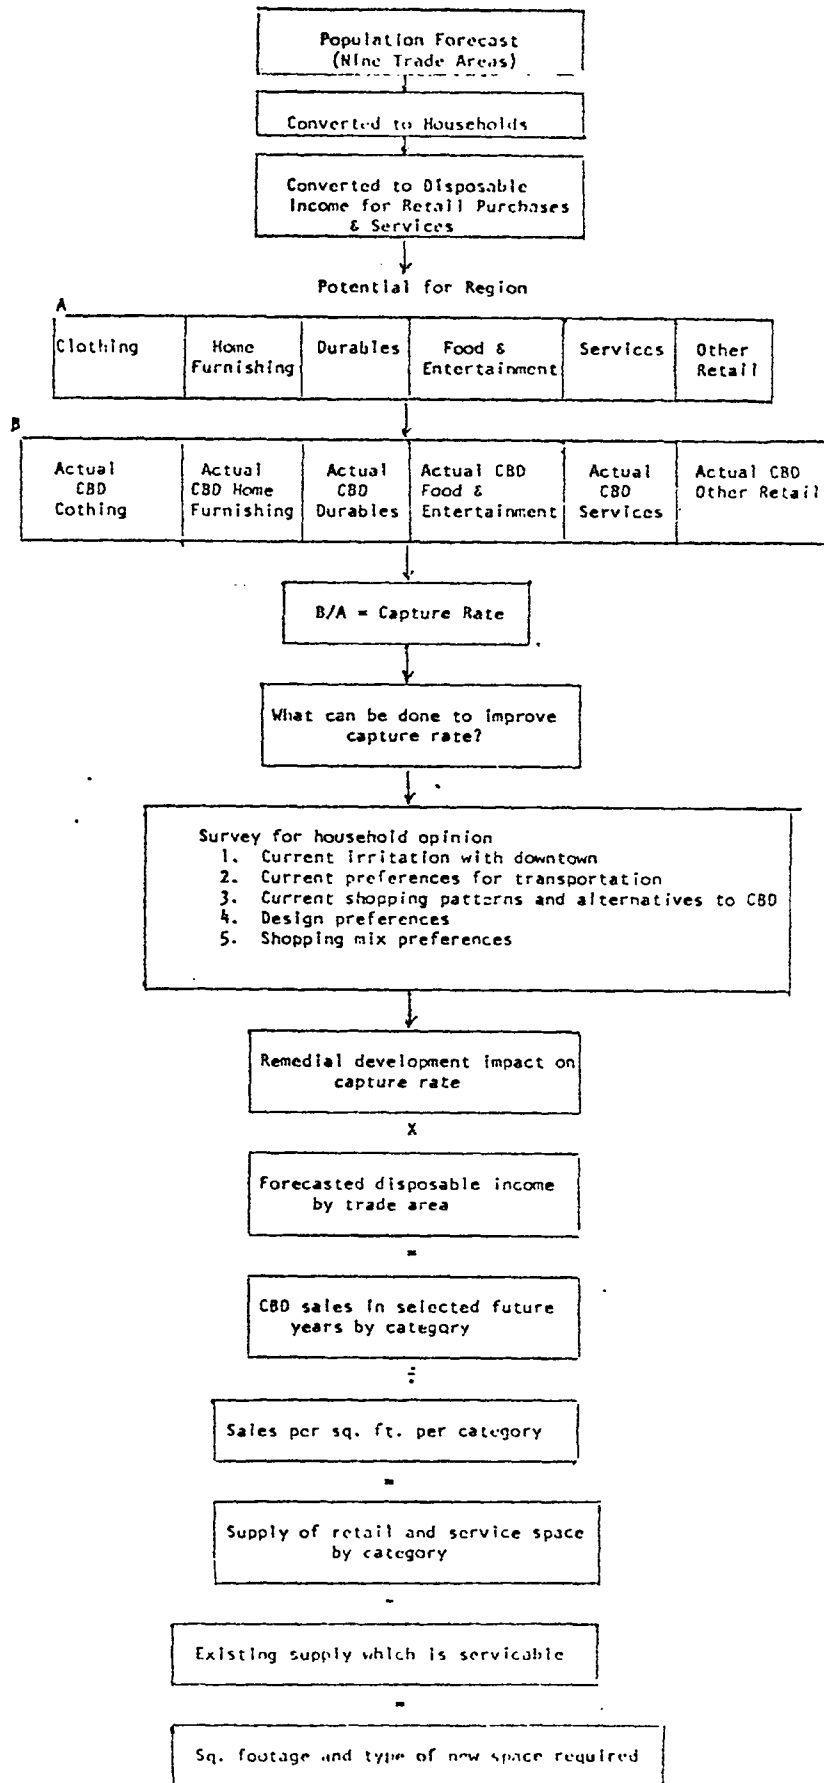 Population Forecast
(Nine Trade Areas)
Converted to Households
Converted to Disposable
Income for Retail Purchases
& Services
Potential for Region
A
Clothing
Home
Furnishing
Durables
Food &
Entertainment
Services
Other
Retail
B
Actual
CBD
Cothing
Actual
CBD Home
Furnishing
Actual
CBD
Durables
Actual CBD
Food &
Entertainment
Actual
CBD
Services
Actual CBD
Other Retail
B/A = Capture Rate
What can be done to improve
capture rate?
Survey for household opinion
1. Current irritation with downtown
2. Current preferences for transportation
3. Current shopping patterns and alternatives to CBD
4. Design preferences
5. Shopping mix preferences
Remedial development impact on
capture rate
X
Forecasted disposable income
by trade area
=
CBD sales in selected future
years by category
÷
Sales per sq. ft. per category
=
Supply of retail and service space
by category
-
Existing supply which is servicable
=
Sq. footage and type of new space required